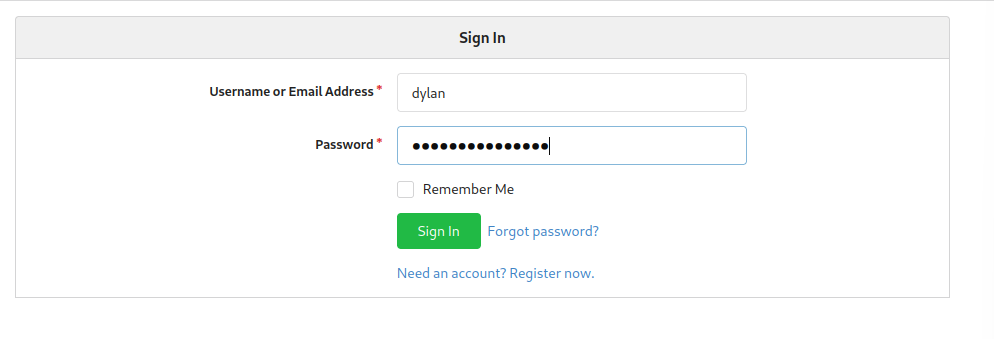 Sign In
Username or Email Address *
dylan
Password *
●●●●●●●●●●●●●●●
Remember Me
Sign In Forgot password?
Need an account? Register now.